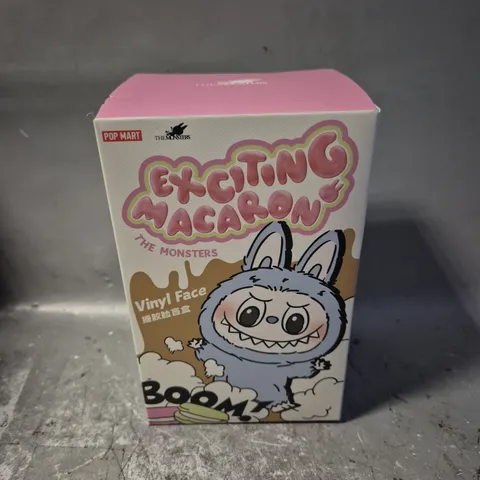 POP MART
THE MONSTERS
EXCITING
MACARON
THE MONSTERS
Vinyl Face
搪胶脸盲盒
BOOM!